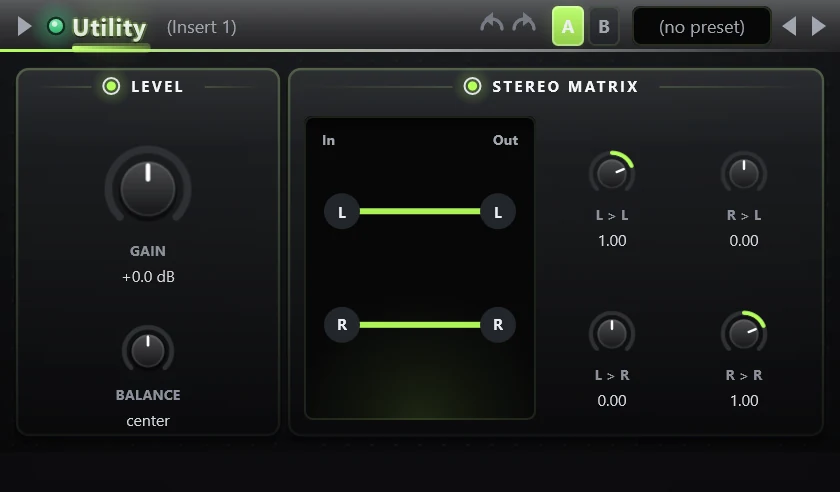 Utility (Insert 1) A B (no preset)
LEVEL
GAIN
+0.0 dB
BALANCE
center
STEREO MATRIX
In Out
L L
R R
L > L
1.00
R > L
0.00
L > R
0.00
R > R
1.00